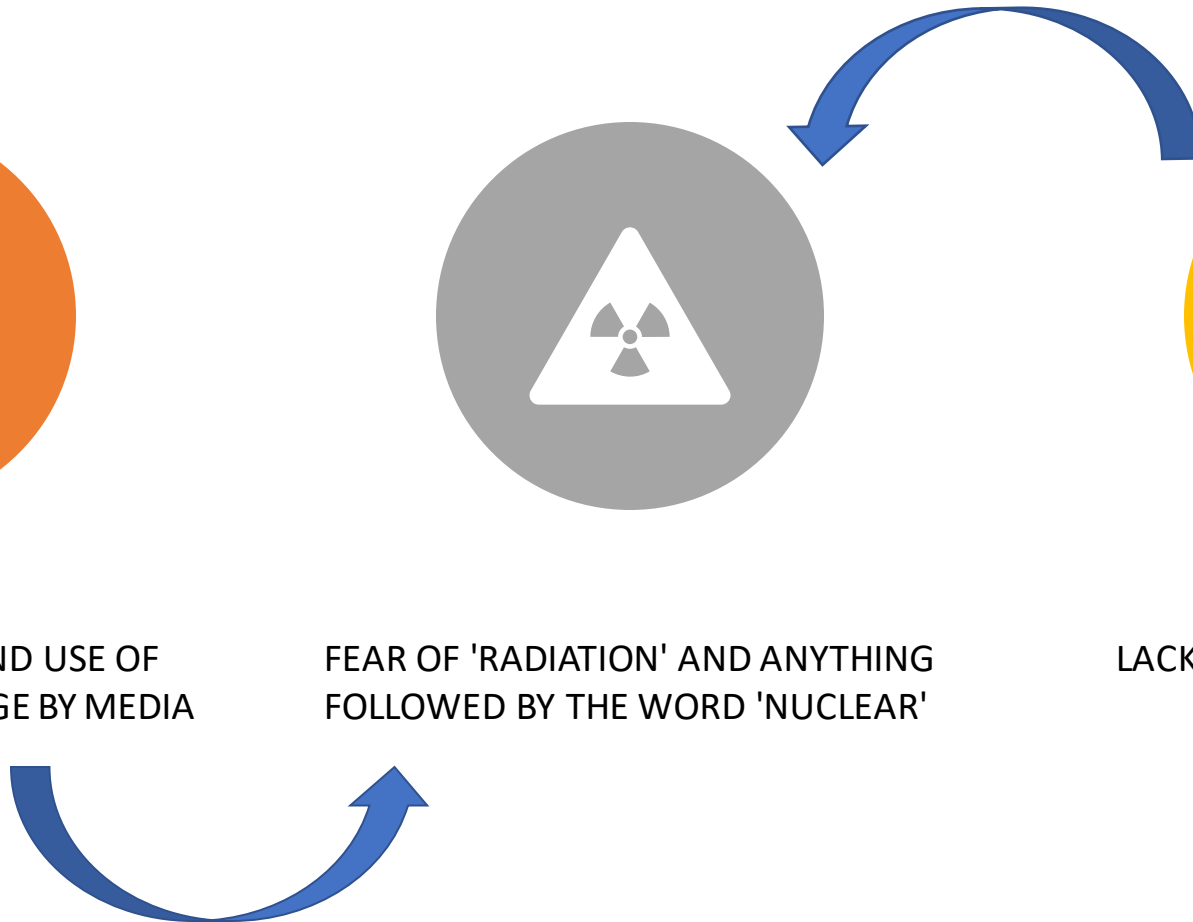 ND USE OF
GE BY MEDIA
FEAR OF 'RADIATION' AND ANYTHING
FOLLOWED BY THE WORD 'NUCLEAR'
LACK